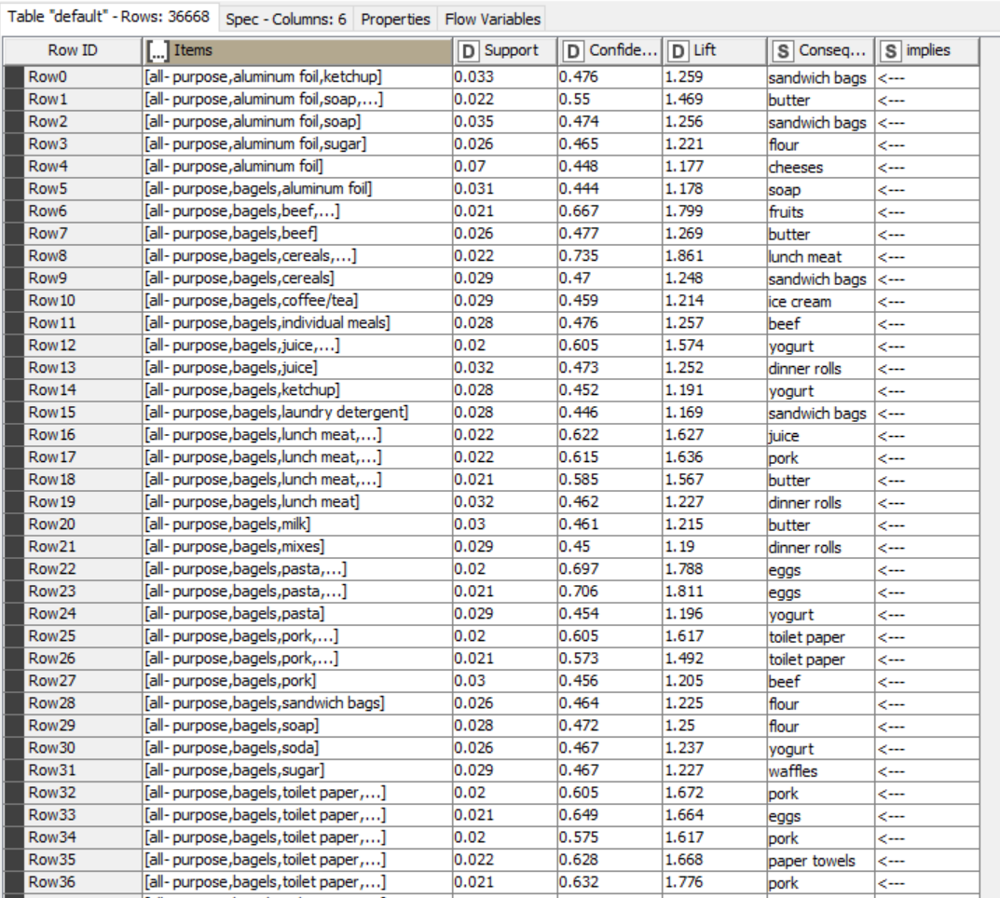 Table "default" - Rows: 36668 Spec - Columns: 6 Properties Flow Variables
Row ID [...] Items D Support D Confide... D Lift S Conseq... S implies
Row0 [all- purpose,aluminum foil,ketchup] 0.033 0.476 1.259 sandwich bags <---
Row1 [all- purpose,aluminum foil,soap,...] 0.022 0.55 1.469 butter <---
Row2 [all- purpose,aluminum foil,soap] 0.035 0.474 1.256 sandwich bags <---
Row3 [all- purpose,aluminum foil,sugar] 0.026 0.465 1.221 flour <---
Row4 [all- purpose,aluminum foil] 0.07 0.448 1.177 cheeses <---
Row5 [all- purpose,bagels,aluminum foil] 0.031 0.444 1.178 soap <---
Row6 [all- purpose,bagels,beef,...] 0.021 0.667 1.799 fruits <---
Row7 [all- purpose,bagels,beef] 0.026 0.477 1.269 butter <---
Row8 [all- purpose,bagels,cereals,...] 0.022 0.735 1.861 lunch meat <---
Row9 [all- purpose,bagels,cereals] 0.029 0.47 1.248 sandwich bags <---
Row10 [all- purpose,bagels,coffee/tea] 0.029 0.459 1.214 ice cream <---
Row11 [all- purpose,bagels,individual meals] 0.028 0.476 1.257 beef <---
Row12 [all- purpose,bagels,juice,...] 0.02 0.605 1.574 yogurt <---
Row13 [all- purpose,bagels,juice] 0.032 0.473 1.252 dinner rolls <---
Row14 [all- purpose,bagels,ketchup] 0.028 0.452 1.191 yogurt <---
Row15 [all- purpose,bagels,laundry detergent] 0.028 0.446 1.169 sandwich bags <---
Row16 [all- purpose,bagels,lunch meat,...] 0.022 0.622 1.627 juice <---
Row17 [all- purpose,bagels,lunch meat,...] 0.022 0.615 1.636 pork <---
Row18 [all- purpose,bagels,lunch meat,...] 0.021 0.585 1.567 butter <---
Row19 [all- purpose,bagels,lunch meat] 0.032 0.462 1.227 dinner rolls <---
Row20 [all- purpose,bagels,milk] 0.03 0.461 1.215 butter <---
Row21 [all- purpose,bagels,mixes] 0.029 0.45 1.19 dinner rolls <---
Row22 [all- purpose,bagels,pasta,...] 0.02 0.697 1.788 eggs <---
Row23 [all- purpose,bagels,pasta,...] 0.021 0.706 1.811 eggs <---
Row24 [all- purpose,bagels,pasta] 0.029 0.454 1.196 yogurt <---
Row25 [all- purpose,bagels,pork,...] 0.02 0.605 1.617 toilet paper <---
Row26 [all- purpose,bagels,pork,...] 0.021 0.573 1.492 toilet paper <---
Row27 [all- purpose,bagels,pork] 0.03 0.456 1.205 beef <---
Row28 [all- purpose,bagels,sandwich bags] 0.026 0.464 1.225 flour <---
Row29 [all- purpose,bagels,soap] 0.028 0.472 1.25 flour <---
Row30 [all- purpose,bagels,soda] 0.026 0.467 1.237 yogurt <---
Row31 [all- purpose,bagels,sugar] 0.029 0.467 1.227 waffles <---
Row32 [all- purpose,bagels,toilet paper,...] 0.02 0.605 1.672 pork <---
Row33 [all- purpose,bagels,toilet paper,...] 0.021 0.649 1.664 eggs <---
Row34 [all- purpose,bagels,toilet paper,...] 0.02 0.575 1.617 pork <---
Row35 [all- purpose,bagels,toilet paper,...] 0.022 0.628 1.668 paper towels <---
Row36 [all- purpose,bagels,toilet paper,...] 0.021 0.632 1.776 pork <---